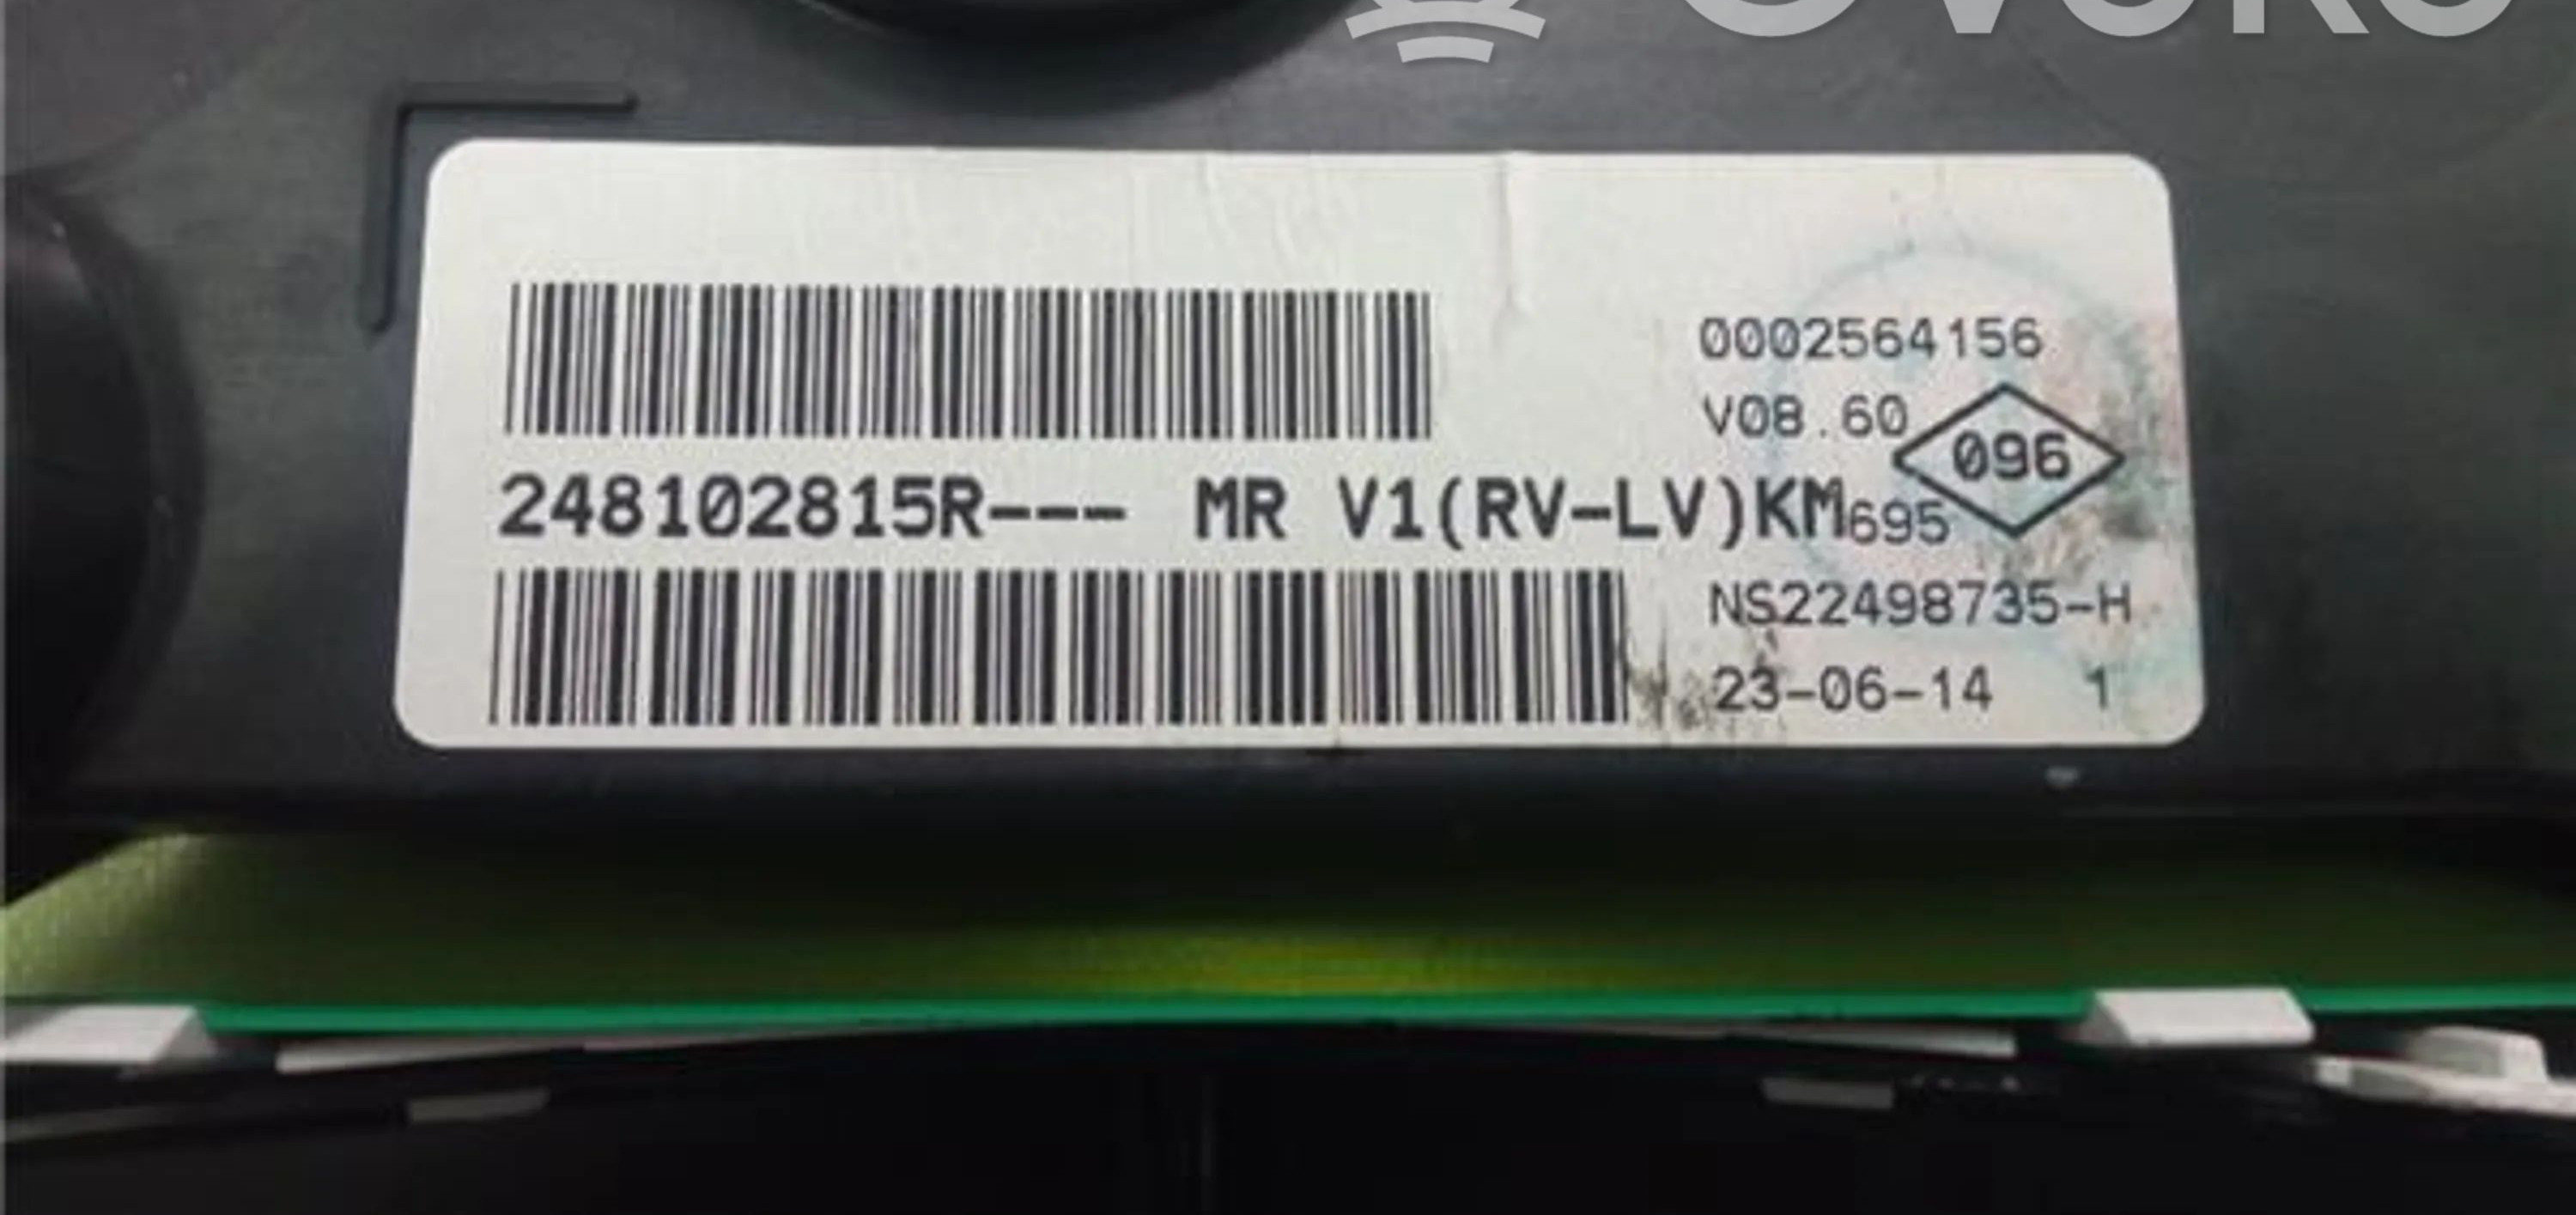 0002564156
V08.60
096
248102815R--- MR V1(RV-LV)KM695
NS22498735-H
23-06-14 1